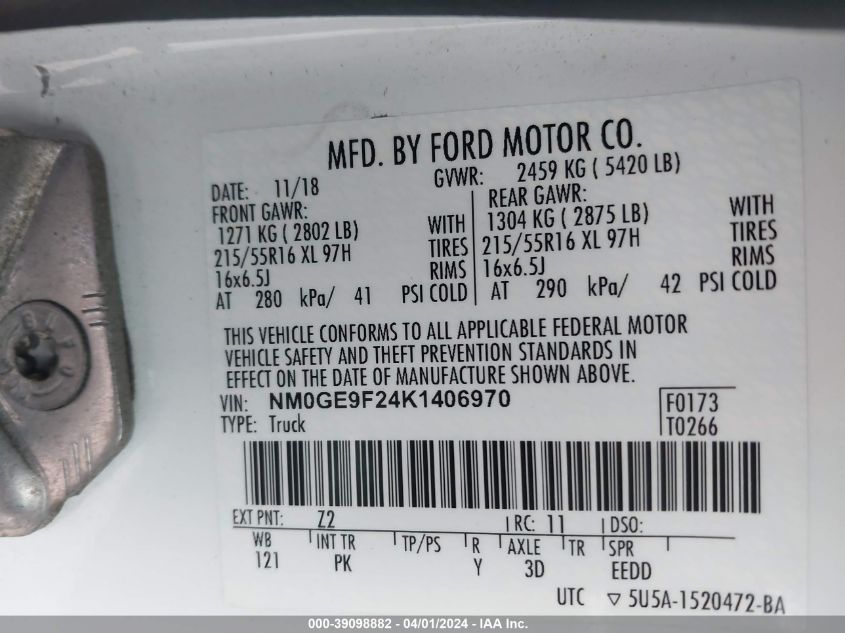 MFD. BY FORD MOTOR CO.
DATE: 11/18 GVWR: 2459 KG ( 5420 LB)
FRONT GAWR: REAR GAWR:
1271 KG ( 2802 LB) WITH 1304 KG ( 2875 LB) WITH
215/55R16 XL 97H TIRES 215/55R16 XL 97H TIRES
16x6.5J RIMS 16x6.5J RIMS
AT 280 kPa/ 41 PSI COLD AT 290 kPa/ 42 PSI COLD
THIS VEHICLE CONFORMS TO ALL APPLICABLE FEDERAL MOTOR
VEHICLE SAFETY AND THEFT PREVENTION STANDARDS IN
EFFECT ON THE DATE OF MANUFACTURE SHOWN ABOVE.
VIN: NM0GE9F24K1406970 F0173
TYPE: Truck T0266
EXT PNT: Z2 RC: 11 DSO:
WB INT TR TP/PS R AXLE TR SPR
121 PK Y 3D EEDD
UTC ▽ 5U5A-1520472-BA
000-39098882 - 04/01/2024 - IAA Inc.